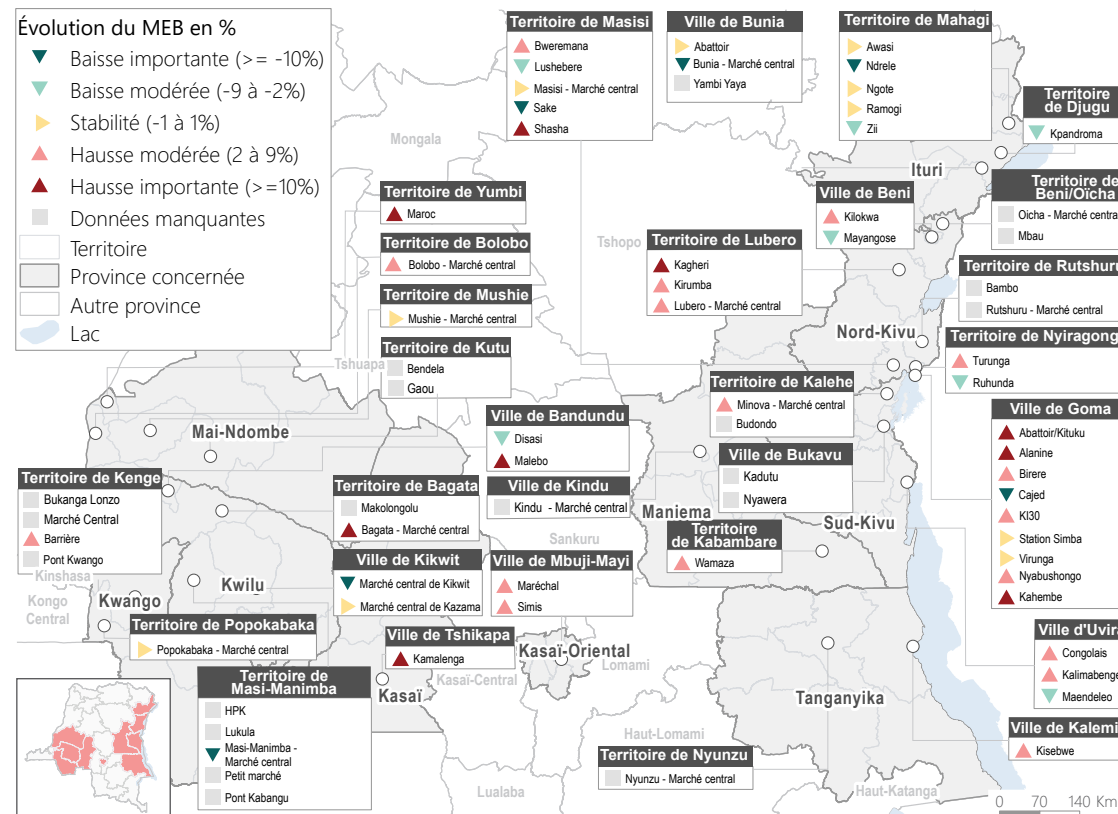 Évolution du MEB en %
Baisse importante (>= -10%)
Baisse modérée (-9 à -2%)
Stabilité (-1 à 1%)
Hausse modérée (2 à 9%)
Hausse importante (>=10%)
Données manquantes
Territoire
Province concernée
Autre province
Lac
Territoire de Masisi
Bweremana
Lushebere
Masisi - Marché central
Sake
Shasha
Ville de Bunia
Abattoir
Bunia - Marché central
Yambi Yaya
Territoire de Mahagi
Awasi
Ndrele
Ngote
Ramogi
Zii
Territoire
de Djugu
Kpandroma
Mongala
Ituri
Territoire de Yumbi
Maroc
Territoire de Bolobo
Bolobo - Marché central
Territoire de Mushie
Mushie - Marché central
Territoire de Kutu
Bendela
Gaou
Tshuapa
Tshopo
Ville de Beni
Kilokwa
Mayangose
Territoire de
Beni/Oïcha
Oicha - Marché centra
Mbau
Territoire de Lubero
Kagheri
Kirumba
Lubero - Marché central
Territoire de Rutshuru
Bambo
Rutshuru - Marché central
Nord-Kivu
Territoire de Nyiragong
Turunga
Ruhunda
Territoire de Kalehe
Minova - Marché central
Budondo
Ville de Goma
Abattoir/Kituku
Alanine
Birere
Cajed
KI30
Station Simba
Virunga
Nyabushongo
Kahembe
Mai-Ndombe
Ville de Bandundu
Disasi
Malebo
Ville de Bukavu
Kadutu
Nyawera
Territoire de Kenge
Bukanga Lonzo
Marché Central
Barrière
Pont Kwango
Territoire de Bagata
Makolongolu
Bagata - Marché central
Ville de Kindu
Kindu - Marché central
Maniema
Sud-Kivu
Territoire
de Kabambare
Wamaza
Sankuru
Kinshasa
Kongo
Central
Kwango
Kwilu
Ville de Kikwit
Marché central de Kikwit
Marché central de Kazama
Ville de Mbuji-Mayi
Maréchal
Simis
Territoire de Popokabaka
Popokabaka - Marché central
Ville de Tshikapa
Kamalenga
Kasaï-Oriental
Lomami
Kasaï-Central
Kasaï
Ville d'Uvira
Congolais
Kalimabenge
Maendeleo
Territoire de
Masi-Manimba
HPK
Lukula
Masi-Manimba -
Marché central
Petit marché
Pont Kabangu
Tanganyika
Ville de Kalemi
Kisebwe
Haut-Lomami
Territoire de Nyunzu
Nyunzu - Marché central
Lualaba
Haut-Katanga
0 70 140 Km